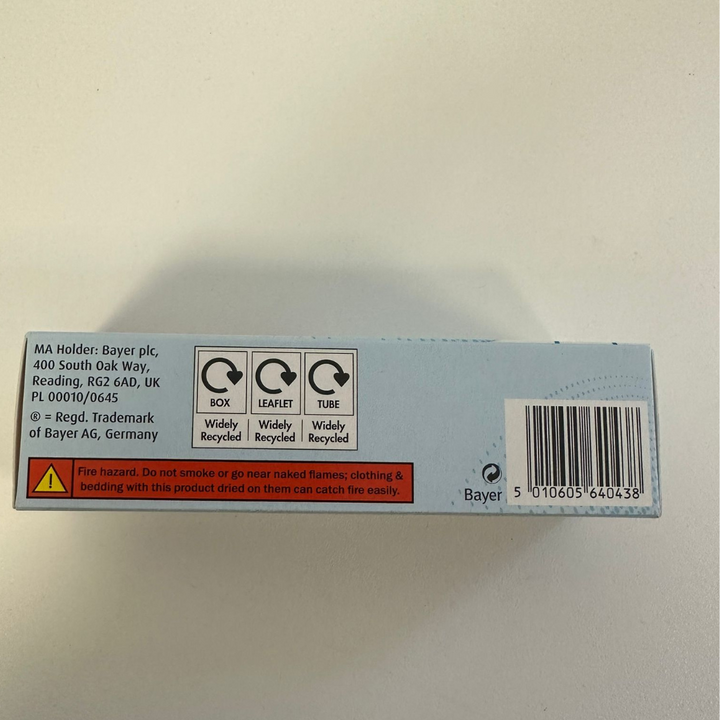 MA Holder: Bayer plc,
400 South Oak Way,
Reading, RG2 6AD, UK
PL 00010/0645
® = Regd. Trademark
of Bayer AG, Germany
BOX
Widely
Recycled
LEAFLET
Widely
Recycled
TUBE
Widely
Recycled
Fire hazard. Do not smoke or go near naked flames; clothing &
bedding with this product dried on them can catch fire easily.
Bayer
5 010605 640438